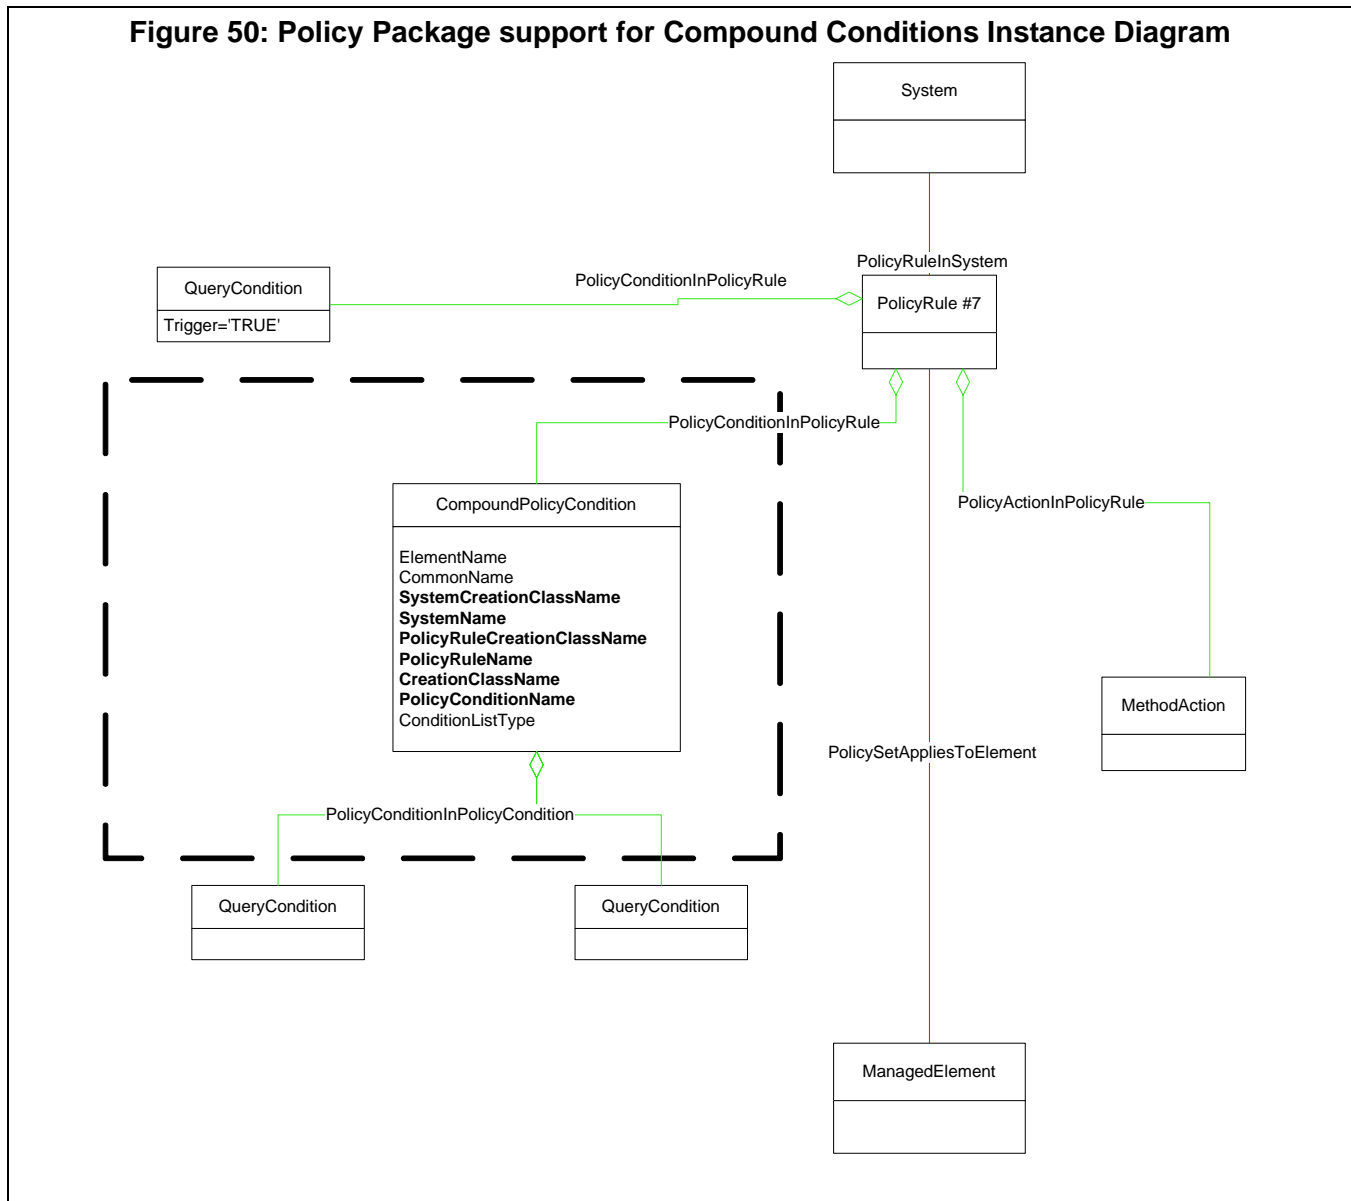 Figure 50: Policy Package support for Compound Conditions Instance Diagram
System
PolicyRuleInSystem
PolicyConditionInPolicyRule
QueryCondition
Trigger='TRUE'
PolicyRule #7
PolicyConditionInPolicyRule
CompoundPolicyCondition
ElementName
CommonName
SystemCreationClassName
SystemName
PolicyRuleCreationClassName
PolicyRuleName
CreationClassName
PolicyConditionName
ConditionListType
PolicyActionInPolicyRule
MethodAction
PolicySetAppliesToElement
PolicyConditionInPolicyCondition
QueryCondition
QueryCondition
ManagedElement